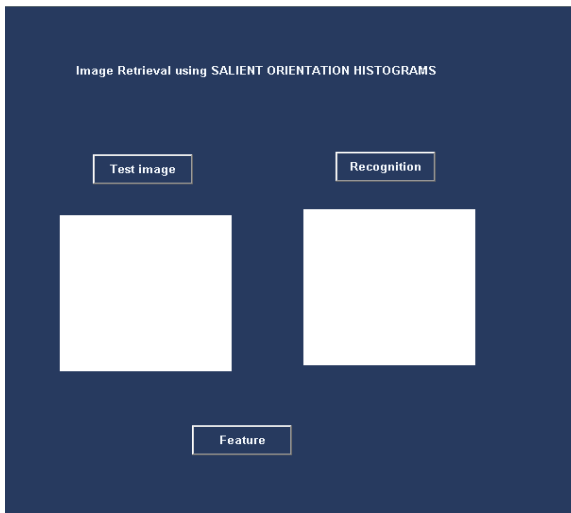 Image Retrieval using SALIENT ORIENTATION HISTOGRAMS
Test image
Recognition
Feature